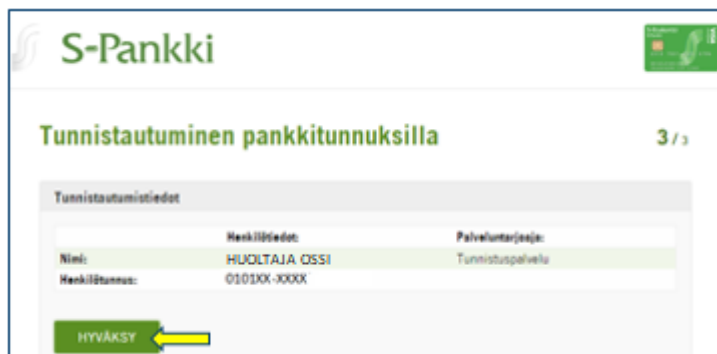 S-Pankki
Tunnistautuminen pankkitunnuksilla 3/3
Tunnistautumistiedot
Henkilötiedot: Palveluntarjoaja:
Nimi: HUOLTAJA OSSI Tunnistuspalvelu
Henkilötunnus: 0101XX-XXXX
HYVÄKSY